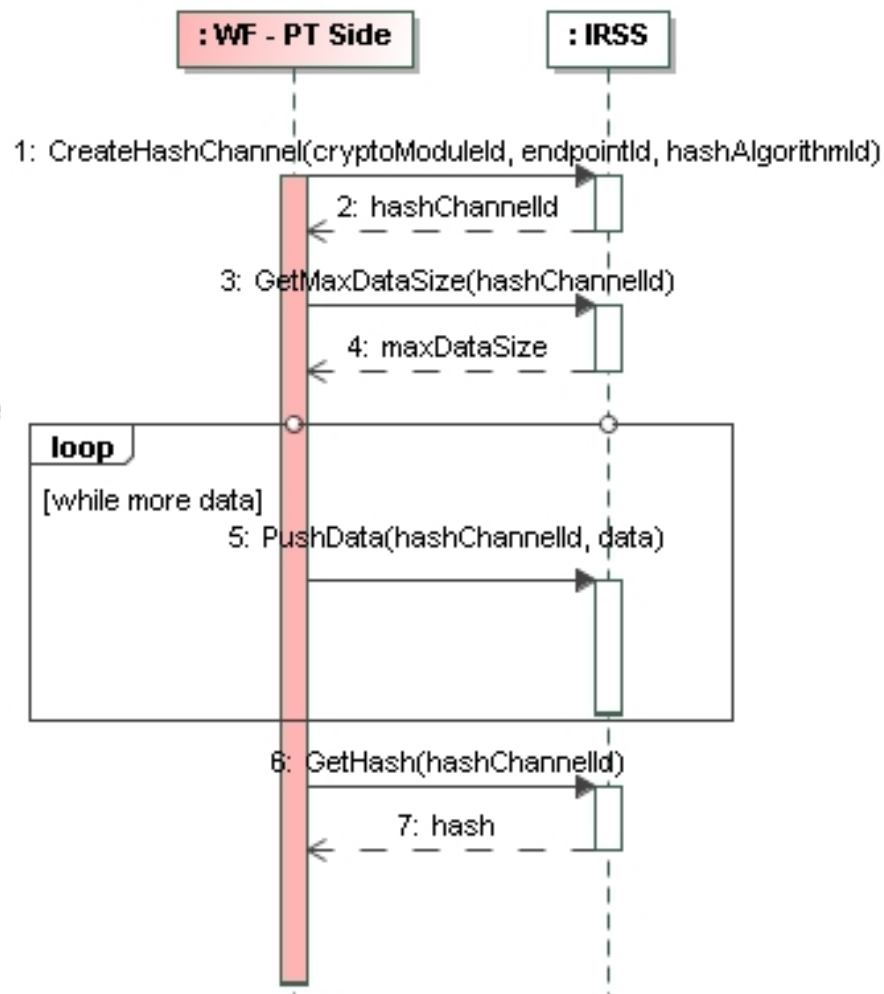 : WF - PT Side
: IRSS
1: CreateHashChannel(cryptoModuleId, endpointId, hashAlgorithmId)
2: hashChannelId
3: GetMaxDataSize(hashChannelId)
4: maxDataSize
loop
[while more data]
5: PushData(hashChannelId, data)
6: GetHash(hashChannelId)
7: hash